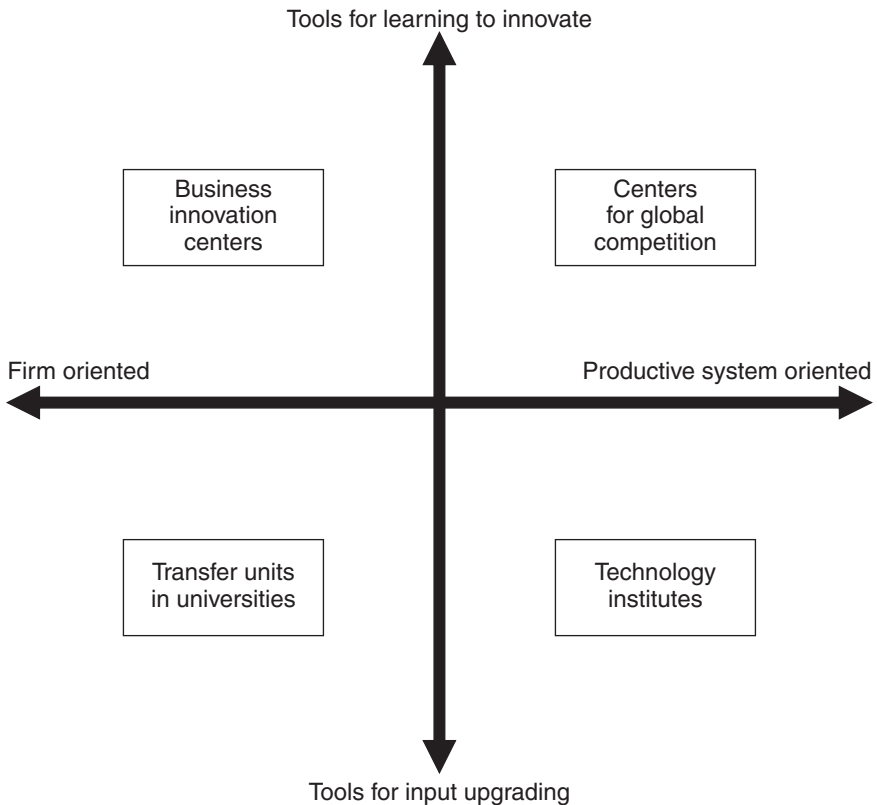 Tools for learning to innovate
Business
innovation
centers
Centers
for global
competition
Firm oriented
Productive system oriented
Transfer units
in universities
Technology
institutes
Tools for input upgrading